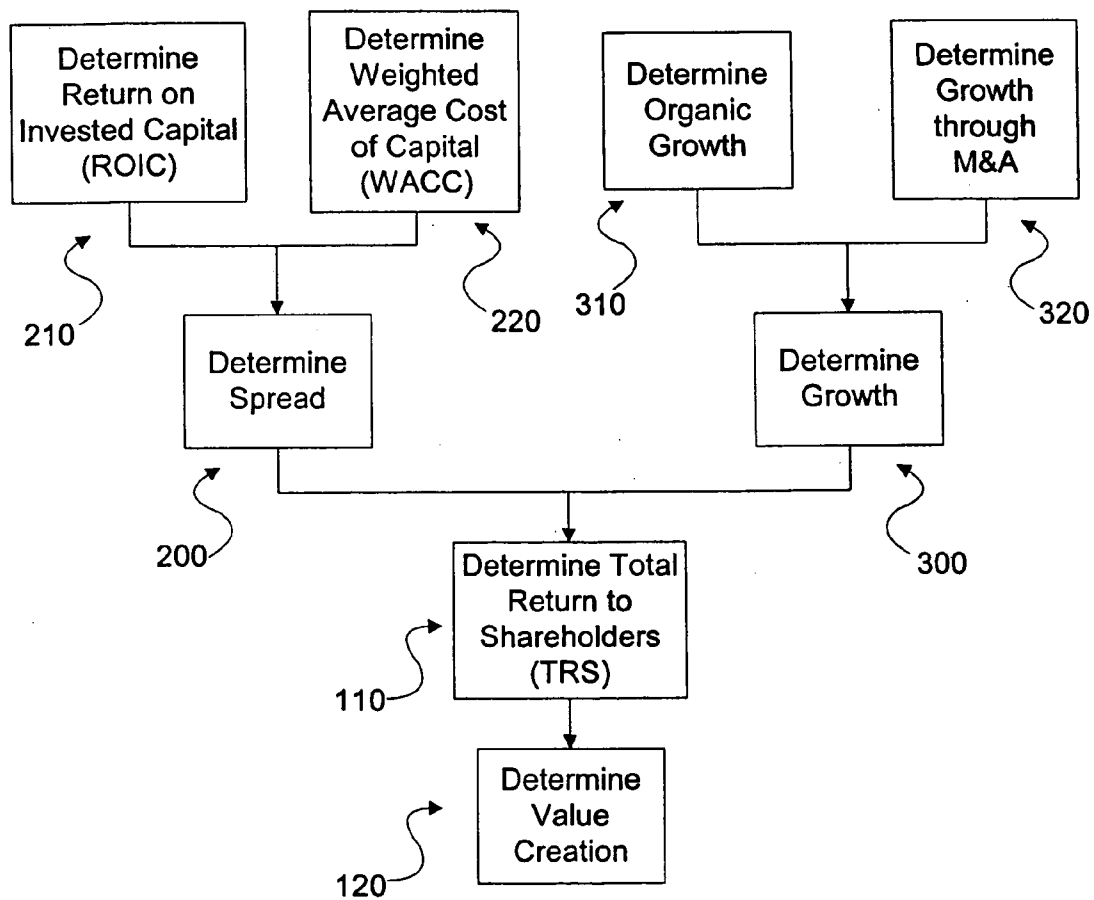 Determine
Return on
Invested Capital
(ROIC)
Determine
Weighted
Average Cost
of Capital
(WACC)
Determine
Organic
Growth
Determine
Growth
through
M&A
210
220
310
320
Determine
Spread
Determine
Growth
200
300
Determine Total
Return to
Shareholders
(TRS)
110
Determine
Value
Creation
120